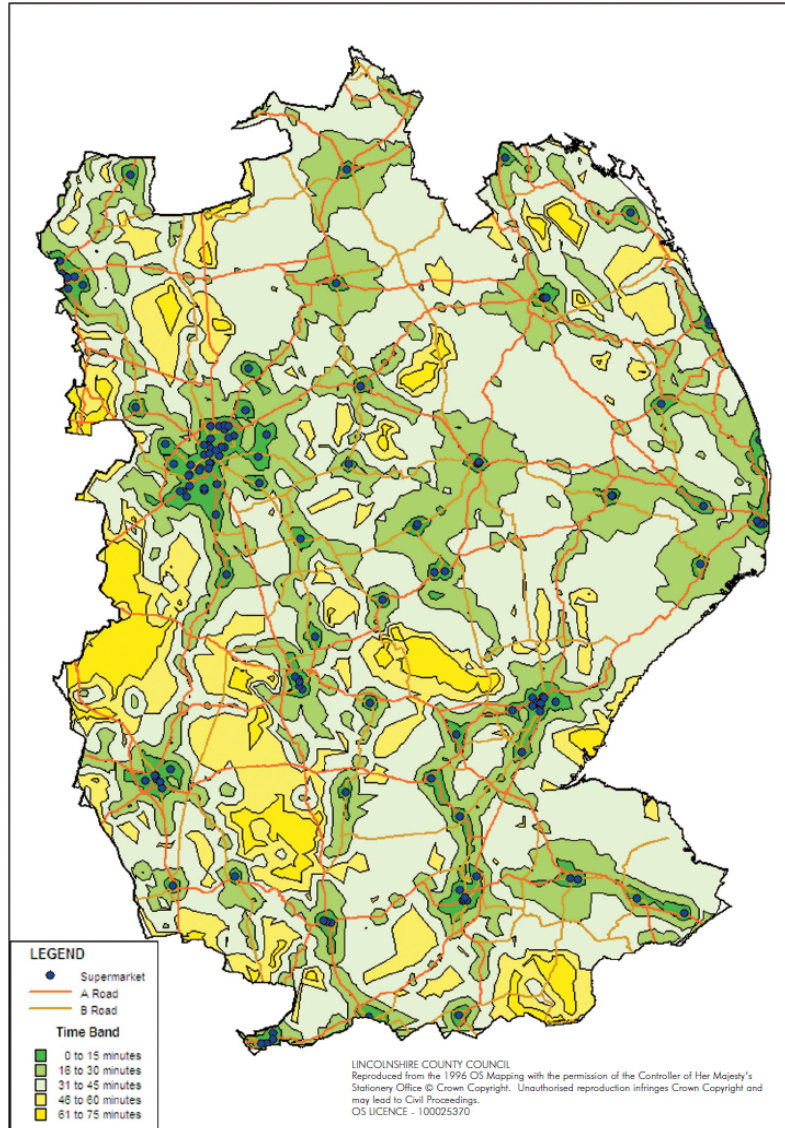 LEGEND
Supermarket
A Road
B Road
Time Band
0 to 15 minutes
16 to 30 minutes
31 to 45 minutes
46 to 60 minutes
61 to 75 minutes
LINCOLNSHIRE COUNTY COUNCIL
Reproduced from the 1996 OS Mapping with the permission of the Controller of Her Majesty's
Stationery Office © Crown Copyright. Unauthorised reproduction infringes Crown Copyright and
may lead to Civil Proceedings.
OS LICENCE - 100025370